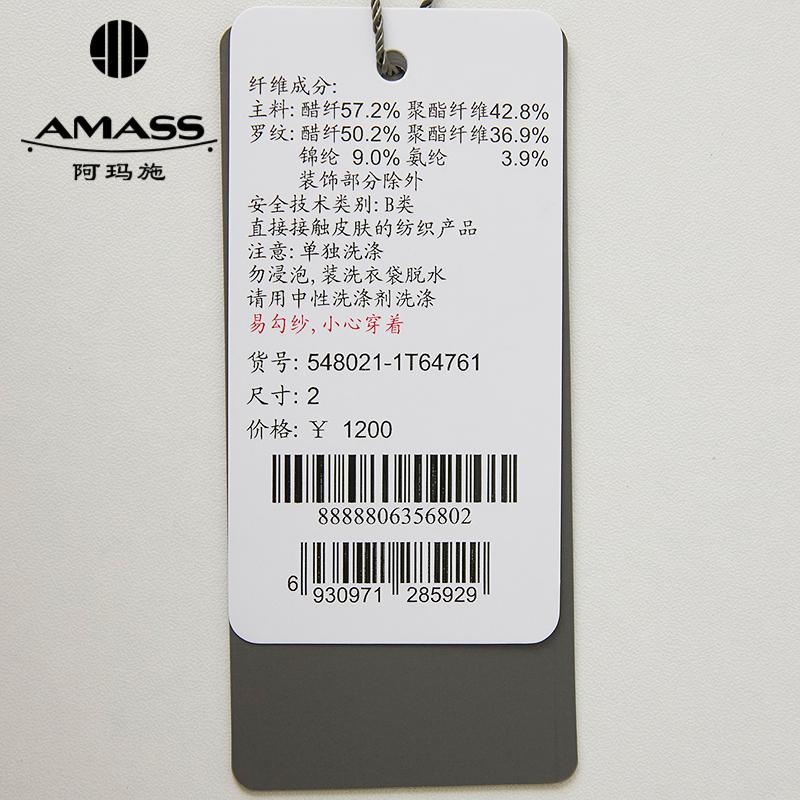 AMASS
阿玛施
纤维成分:
主料: 醋纤57.2% 聚酯纤维42.8%
罗纹: 醋纤50.2% 聚酯纤维36.9%
锦纶 9.0% 氨纶 3.9%
装饰部分除外
安全技术类别: B类
直接接触皮肤的纺织产品
注意: 单独洗涤
勿浸泡, 装洗衣袋脱水
请用中性洗涤剂洗涤
易勾纱, 小心穿着
货号: 548021-1T64761
尺寸: 2
价格: ￥ 1200
8888806356802
6 930971 285929